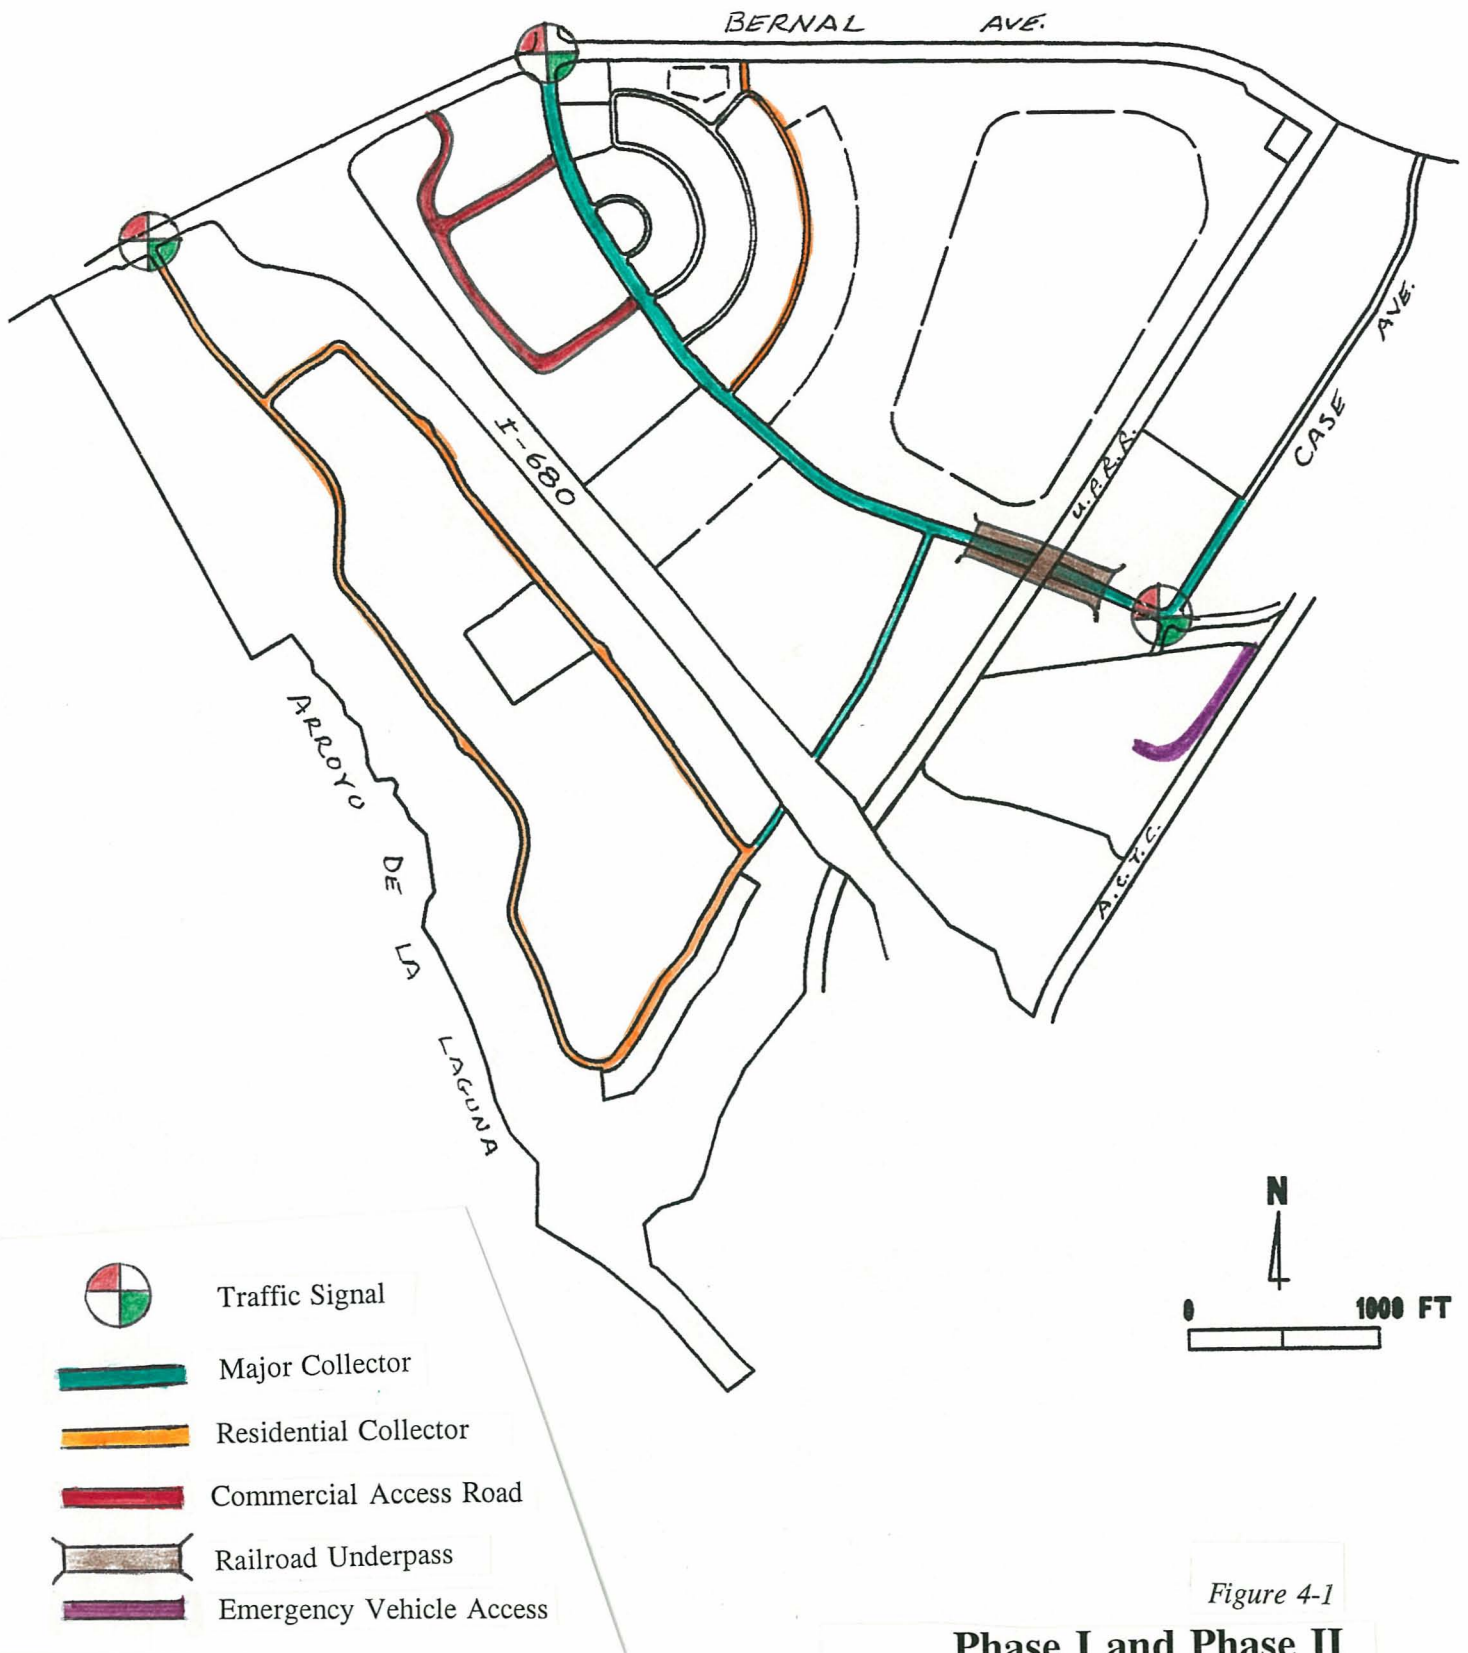 BERNAL AVE.
I-680
U.P.R.R.
CASE AVE.
ARROYO DE LA LAGUNA
A.C.T.C.
N
0 1000 FT
Traffic Signal
Major Collector
Residential Collector
Commercial Access Road
Railroad Underpass
Emergency Vehicle Access
Figure 4-1
Phase I and Phase II